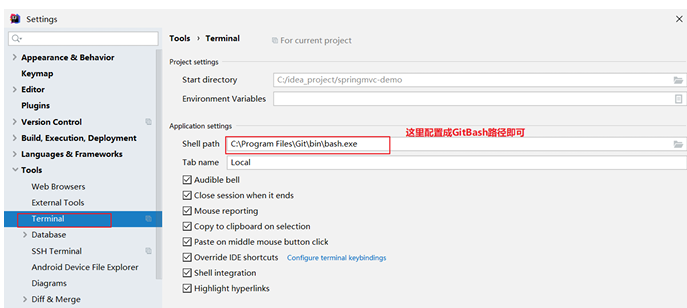 Settings
Appearance & Behavior
Keymap
Editor
Plugins
Version Control
Build, Execution, Deployment
Languages & Frameworks
Tools
Web Browsers
External Tools
Terminal
Database
SSH Terminal
Android Device File Explorer
Diagrams
Diff & Merge
Tools › Terminal
For current project
Project settings
Start directory
C:/idea_project/springmvc-demo
Environment Variables
Application settings
这里配置成GitBash路径即可
Shell path
C:\Program Files\Git\bin\bash.exe
Tab name
Local
Audible bell
Close session when it ends
Mouse reporting
Copy to clipboard on selection
Paste on middle mouse button click
Override IDE shortcuts Configure terminal keybindings
Shell integration
Highlight hyperlinks